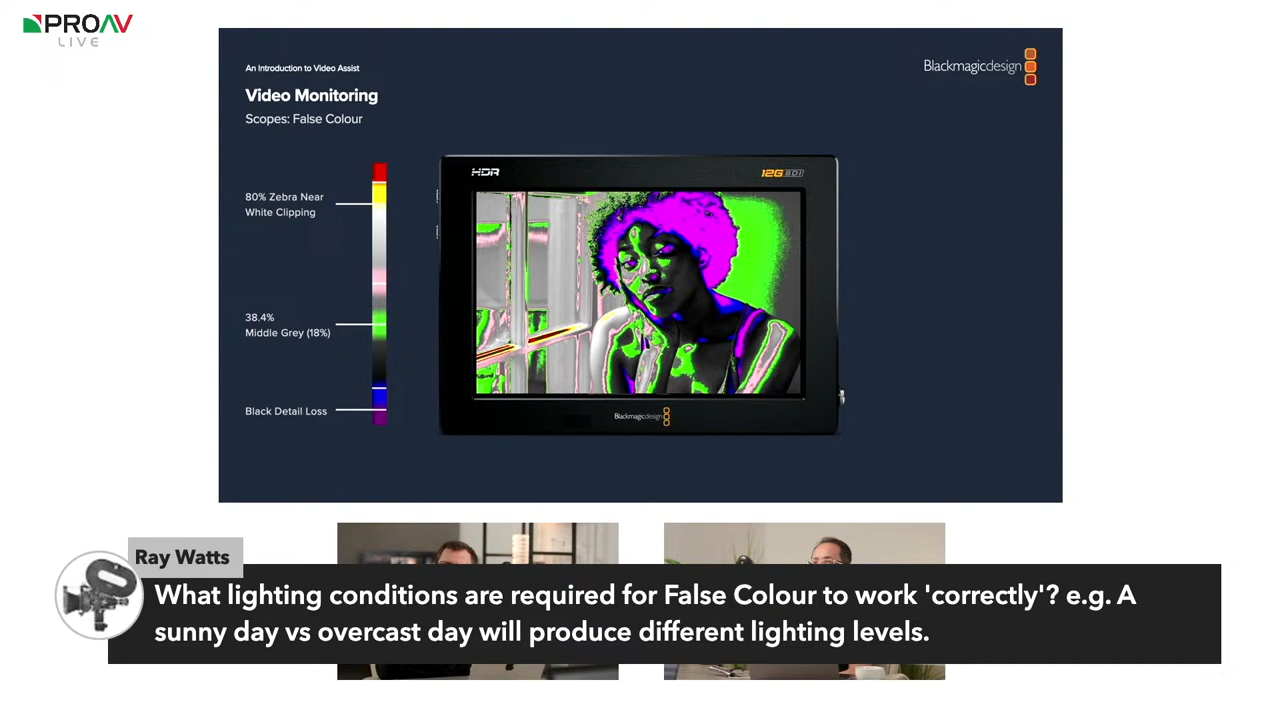 PROAV
LIVE
An Introduction to Video Assist
Blackmagicdesign
Video Monitoring
Scopes: False Colour
HDR
12G SDI
80% Zebra Near
White Clipping
38.4%
Middle Grey (18%)
Black Detail Loss
Blackmagicdesign
Ray Watts
What lighting conditions are required for False Colour to work 'correctly'? e.g. A
sunny day vs overcast day will produce different lighting levels.